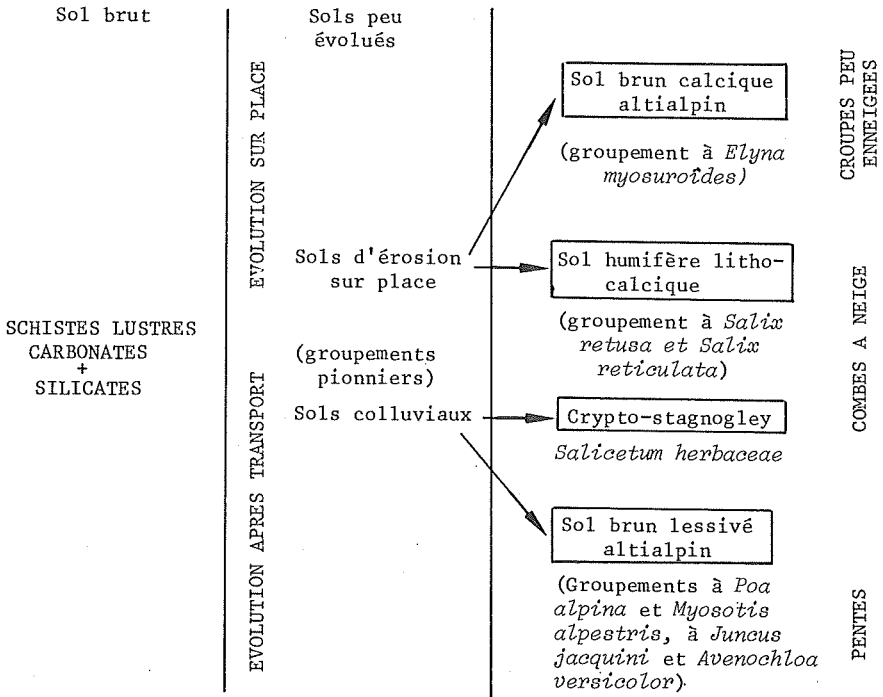 Sol brut
Sols peu
évolués
EVOLUTION SUR PLACE
Sol brun calcique
altialpin
(groupement à Elyna
myosuroîdes)
CROUPES PEU
ENNEIGEES
Sols d'érosion
sur place
Sol humifère litho-
calcique
(groupement à Salix
retusa et Salix
reticulata)
COMBES A NEIGE
SCHISTES LUSTRES
CARBONATES
+
SILICATES
(groupements
pionniers)
EVOLUTION APRES TRANSPORT
Sols colluviaux
Crypto-stagnogley
Salicetum herbaceae
Sol brun lessivé
altialpin
(Groupements à Poa
alpina et Myosotis
alpestris, à Juncus
jacquini et Avenochloa
versicolor).
PENTES